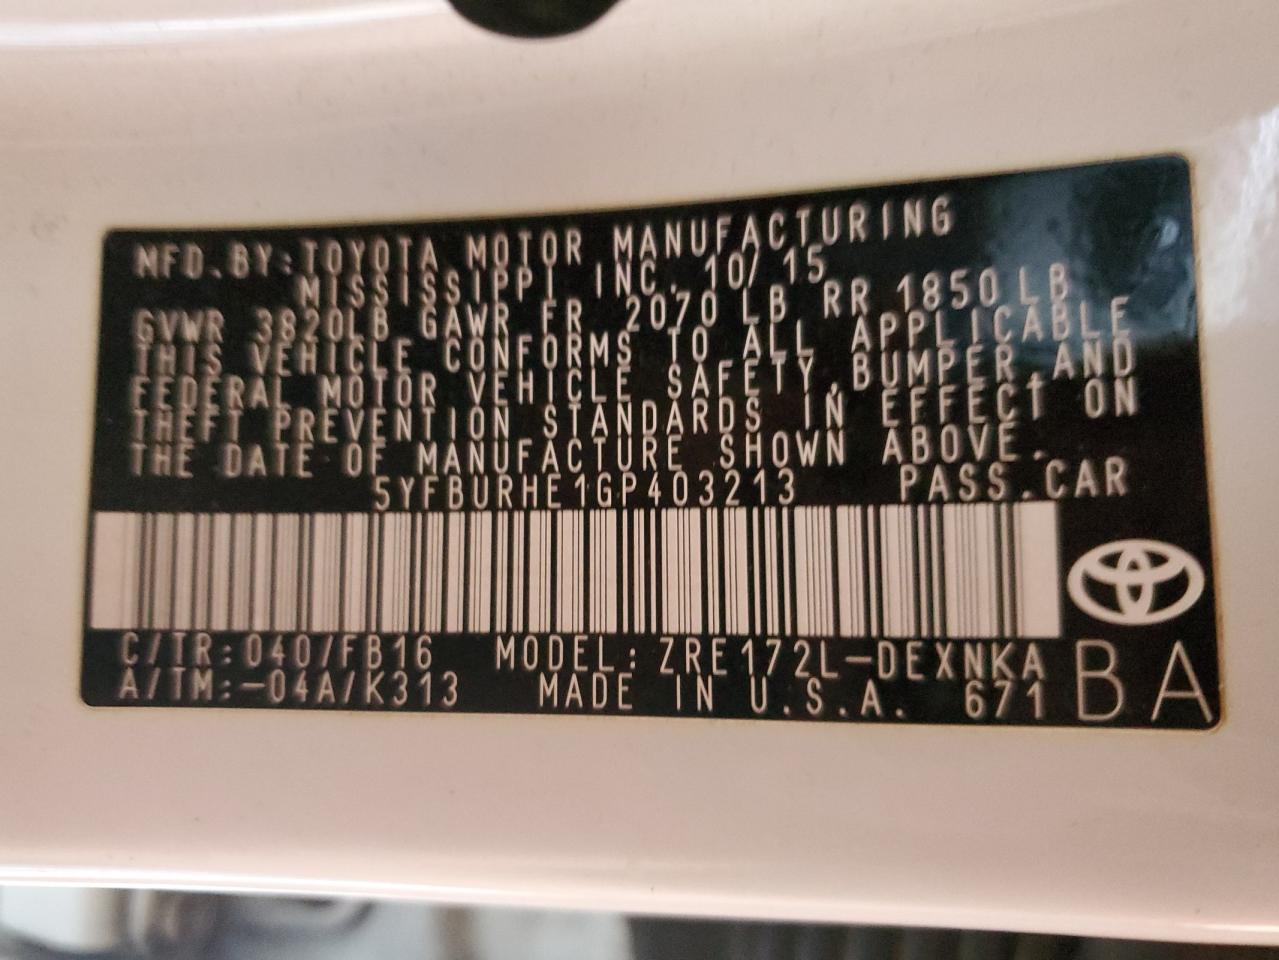 MFD.BY:TOYOTA MOTOR MANUFACTURING
MISSISSIPPI INC. 10/15
GVWR 3820LB GAWR FR 2070 LB RR 1850 LB
THIS VEHICLE CONFORMS TO ALL APPLICABLE
FEDERAL MOTOR VEHICLE SAFETY,BUMPER,AND
THEFT PREVENTION STANDARDS IN EFFECT ON
THE DATE OF MANUFACTURE SHOWN ABOVE.
5YFBURHE1GP403213 PASS.CAR
C/TR:040/FB16 MODEL: ZRE172L-DEXNKA
A/TM:-04A/K313 MADE IN U.S.A. 671
BA